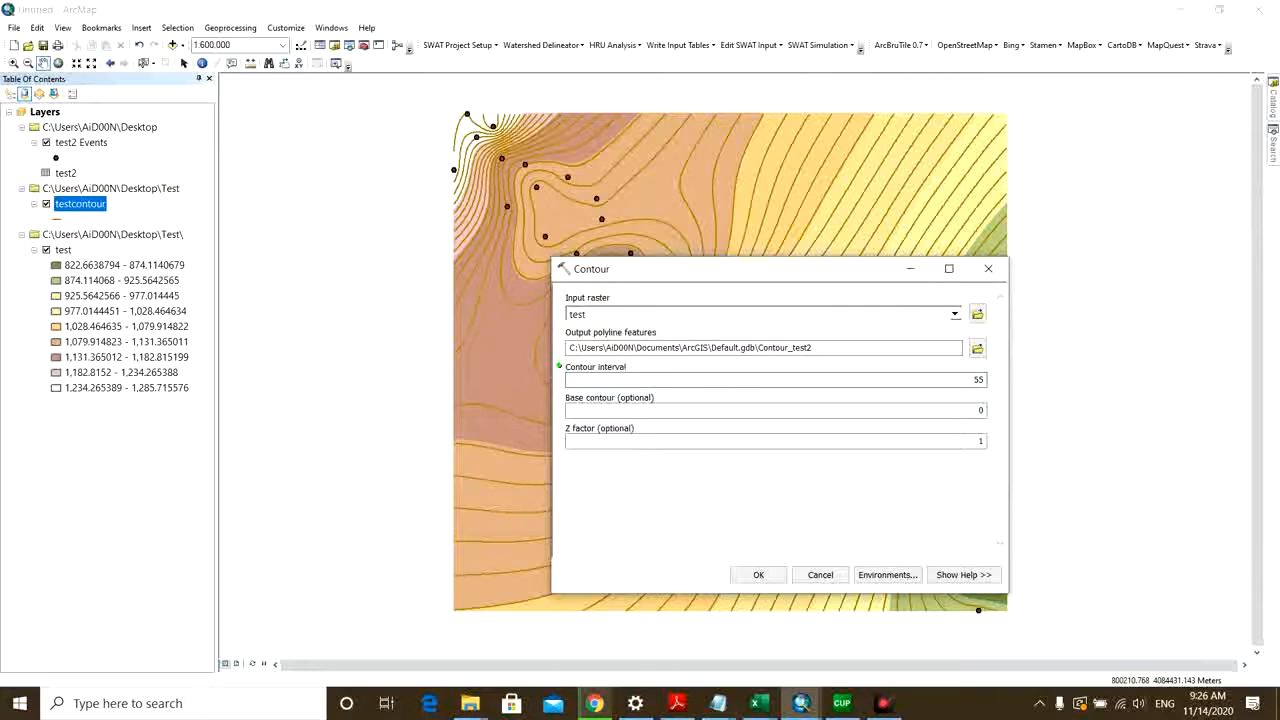 Untitled - ArcMap
File Edit View Bookmarks Insert Selection Geoprocessing Customize Windows Help
1:600.000 SWAT Project Setup Watershed Delineator HRU Analysis Write Input Tables Edit SWAT Input SWAT Simulation ArcBruTile 0.7 OpenStreetMap Bing Stamen MapBox CartoDB MapQuest Strava
Table Of Contents
Layers
C:\Users\AiD00N\Desktop
test2 Events
test2
C:\Users\AiD00N\Desktop\Test
testcontour
C:\Users\AiD00N\Desktop\Test\
test
822.6638794 - 874.1140679
874.114068 - 925.5642565
925.5642566 - 977.014445
977.0144451 - 1,028.464634
1,028.464635 - 1,079.914822
1,079.914823 - 1,131.365011
1,131.365012 - 1,182.815199
1,182.8152 - 1,234.265388
1,234.265389 - 1,285.715576
Contour
Input raster
test
Output polyline features
C:\Users\AiD00N\Documents\ArcGIS\Default.gdb\Contour_test2
Contour interval
55
Base contour (optional)
0
Z factor (optional)
1
OK Cancel Environments... Show Help >>
Catalog
Search
800210.768 4084431.143 Meters
Type here to search
CUP
ENG
9:26 AM
11/14/2020